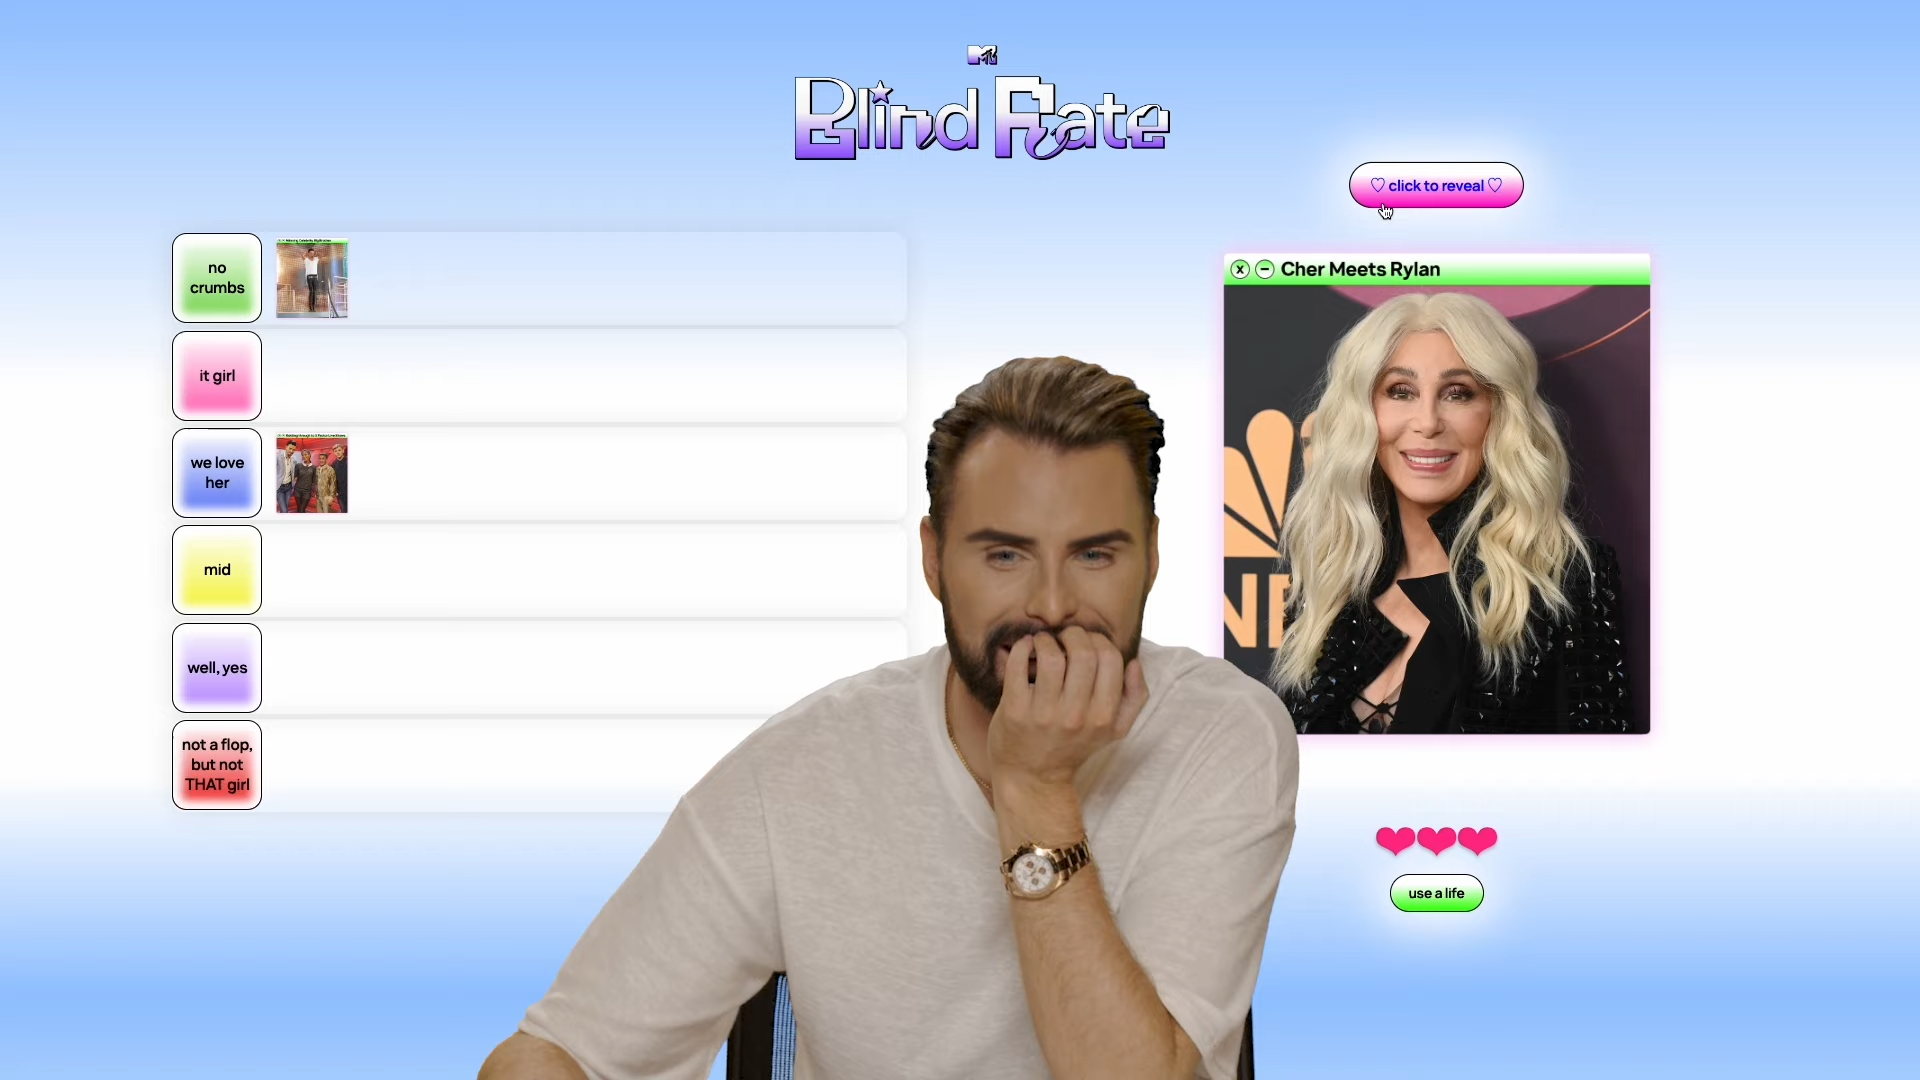 MTV
Blind Rate
♡ click to reveal ♡
no
crumbs
it girl
we love
her
mid
well, yes
not a flop,
but not
THAT girl
x – Cher Meets Rylan
use a life